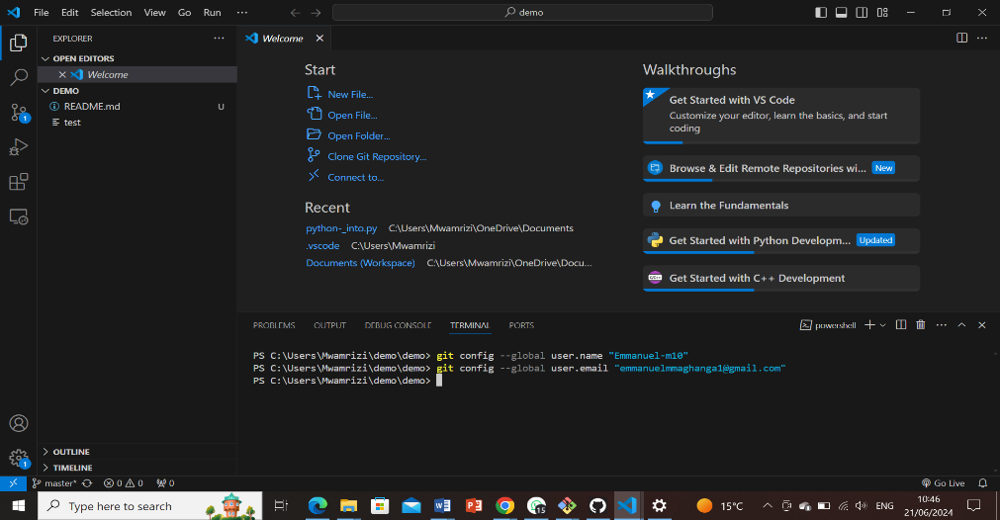 File Edit Selection View Go Run ···
demo
EXPLORER ···
OPEN EDITORS
Welcome
DEMO
README.md U
test
OUTLINE
TIMELINE
1
1
Welcome
Start
New File...
Open File...
Open Folder...
Clone Git Repository...
Connect to...
Recent
python-_into.py C:\Users\Mwamrizi\OneDrive\Documents
.vscode C:\Users\Mwamrizi
Documents (Workspace) C:\Users\Mwamrizi\OneDrive\Docu...
Walkthroughs
Get Started with VS Code
Customize your editor, learn the basics, and start
coding
Browse & Edit Remote Repositories wi... New
Learn the Fundamentals
Get Started with Python Developm... Updated
Get Started with C++ Development
PROBLEMS OUTPUT DEBUG CONSOLE TERMINAL PORTS
powershell
PS C:\Users\Mwamrizi\demo\demo> git config --global user.name "Emmanuel-m10"
PS C:\Users\Mwamrizi\demo\demo> git config --global user.email "emmanuelmmaghanga1@gmail.com"
PS C:\Users\Mwamrizi\demo\demo>
master* 0 0 0
Go Live
Type here to search
15
15°C
ENG
10:46
21/06/2024